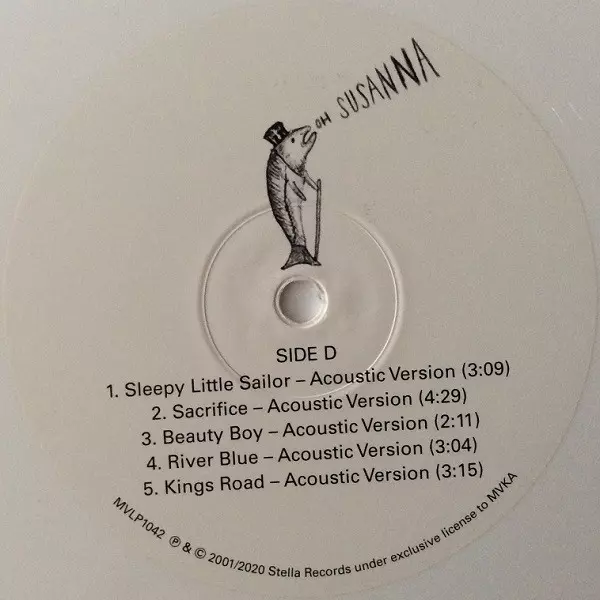 OH SUSANNA
SIDE D
1. Sleepy Little Sailor – Acoustic Version (3:09)
2. Sacrifice – Acoustic Version (4:29)
3. Beauty Boy – Acoustic Version (2:11)
4. River Blue – Acoustic Version (3:04)
5. Kings Road – Acoustic Version (3:15)
MVLP1042 ℗ & © 2001/2020 Stella Records under exclusive license to MVKA